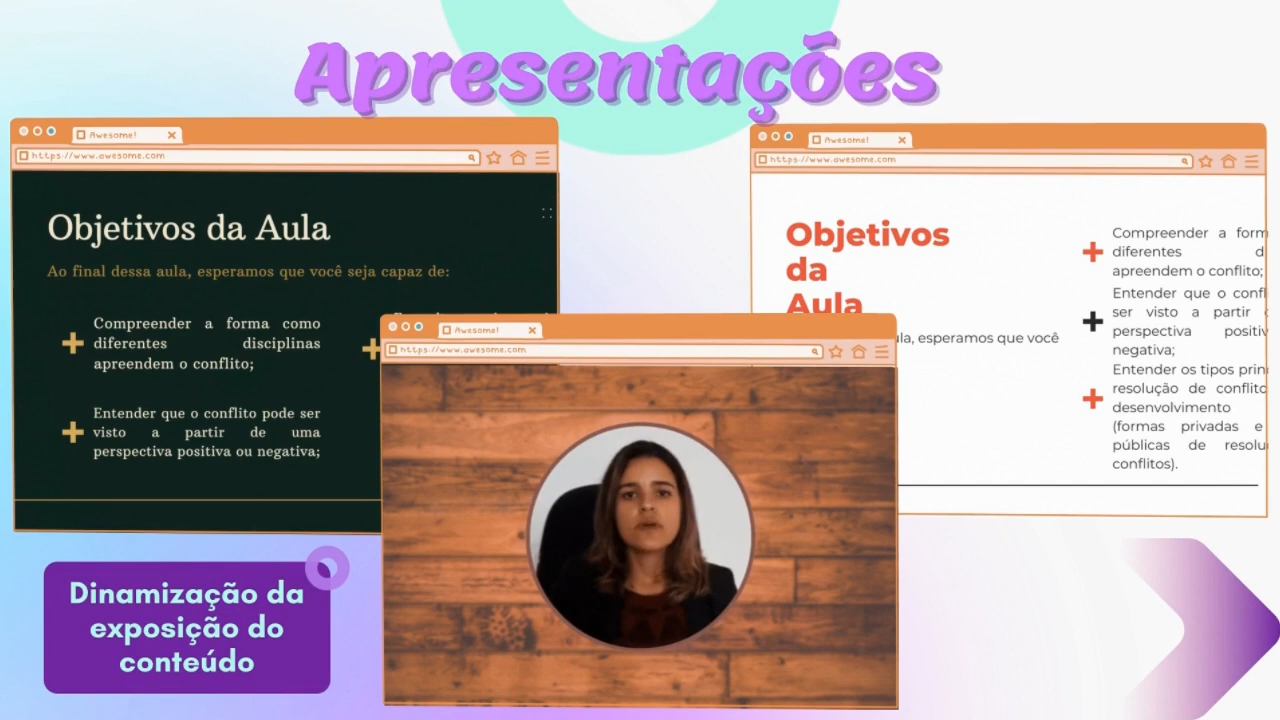 Apresentações
Awesome!
https://www.awesome.com
Objetivos da Aula
Ao final dessa aula, esperamos que você seja capaz de:
Compreender a forma como
diferentes disciplinas
apreendem o conflito;
Entender que o conflito pode ser
visto a partir de uma
perspectiva positiva ou negativa;
Awesome!
https://www.awesome.com
Objetivos
da
Aula
ula, esperamos que você
Compreender a form
diferentes d
apreendem o conflito;
Entender que o confl
ser visto a partir
perspectiva positiv
negativa;
Entender os tipos prin
resolução de conflito
desenvolvimento
(formas privadas e
públicas de resolu
conflitos).
Awesome!
https://www.awesome.com
Dinamização da
exposição do
conteúdo